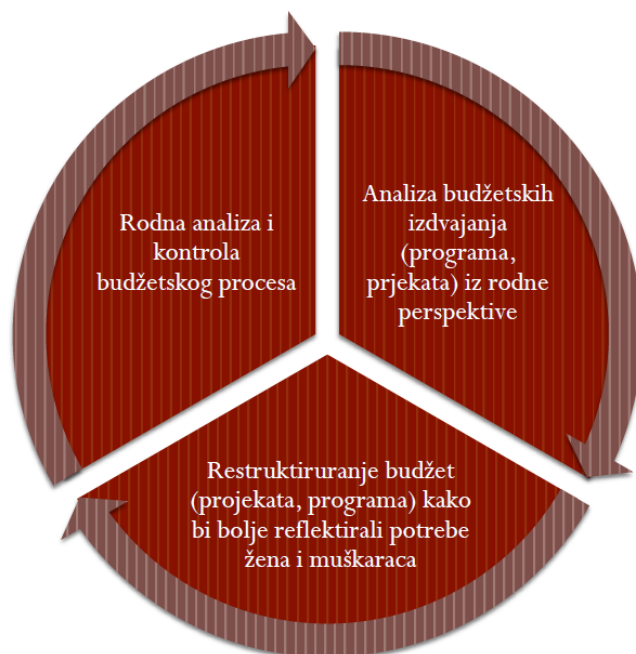 Rodna analiza i
kontrola
budžetskog procesa
Analiza budžetskih
izdvajanja
(programa,
prjekata) iz rodne
perspektive
Restruktiruranje budžet
(projekata, programa) kako
bi bolje reflektirali potrebe
žena i muškaraca